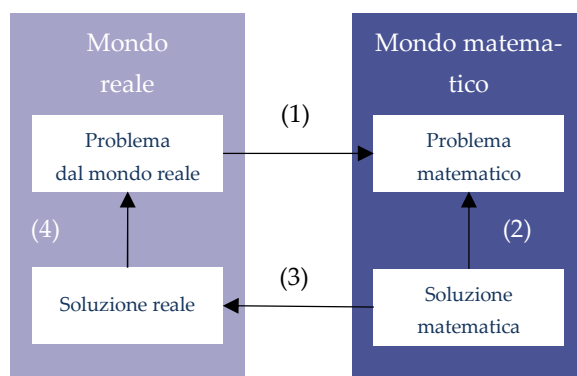 Mondo
reale
Mondo matema-
tico
(1)
Problema
dal mondo reale
Problema
matematico
(4)
(2)
(3)
Soluzione reale
Soluzione
matematica